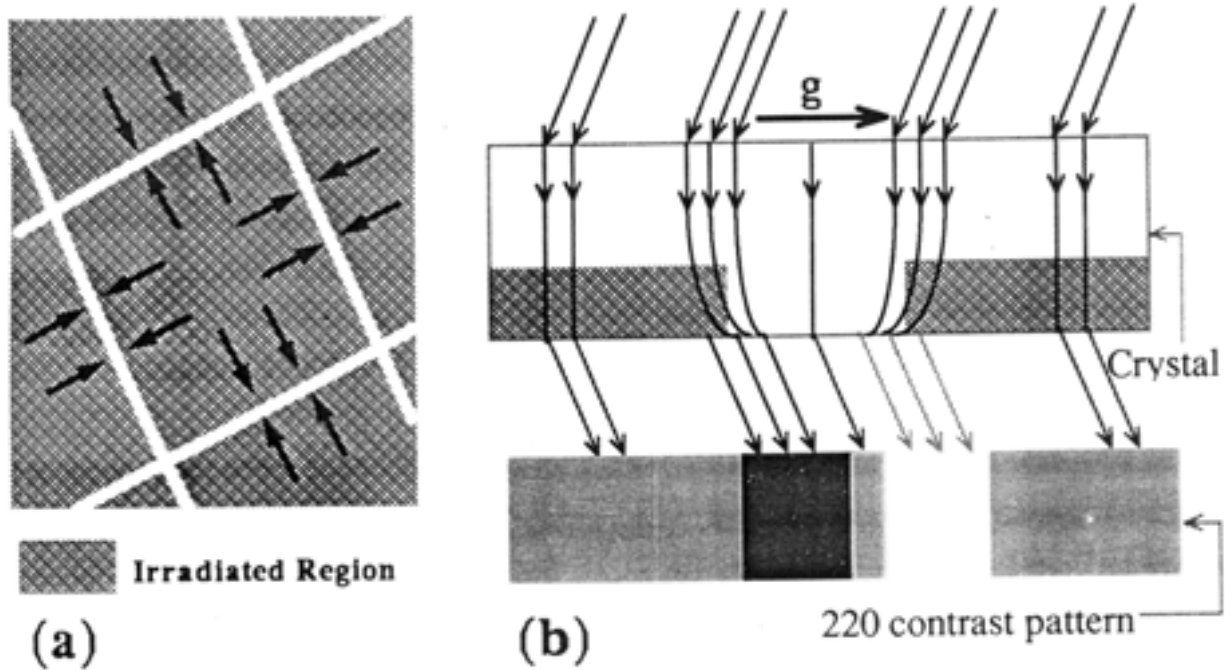 g
Crystal
Irradiated Region
220 contrast pattern
(a)
(b)